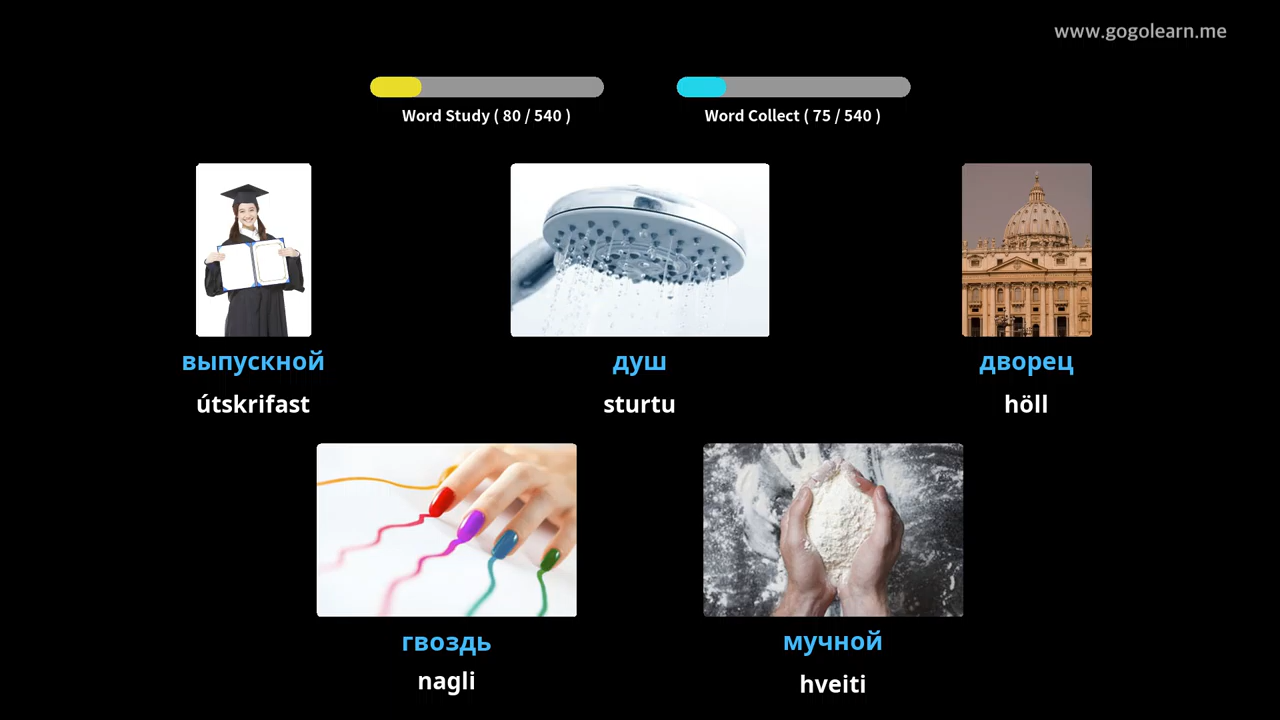 www.gogolearn.me
Word Study ( 80 / 540 )
Word Collect ( 75 / 540 )
выпускной
душ
дворец
útskrifast
sturtu
höll
гвоздь
мучной
nagli
hveiti